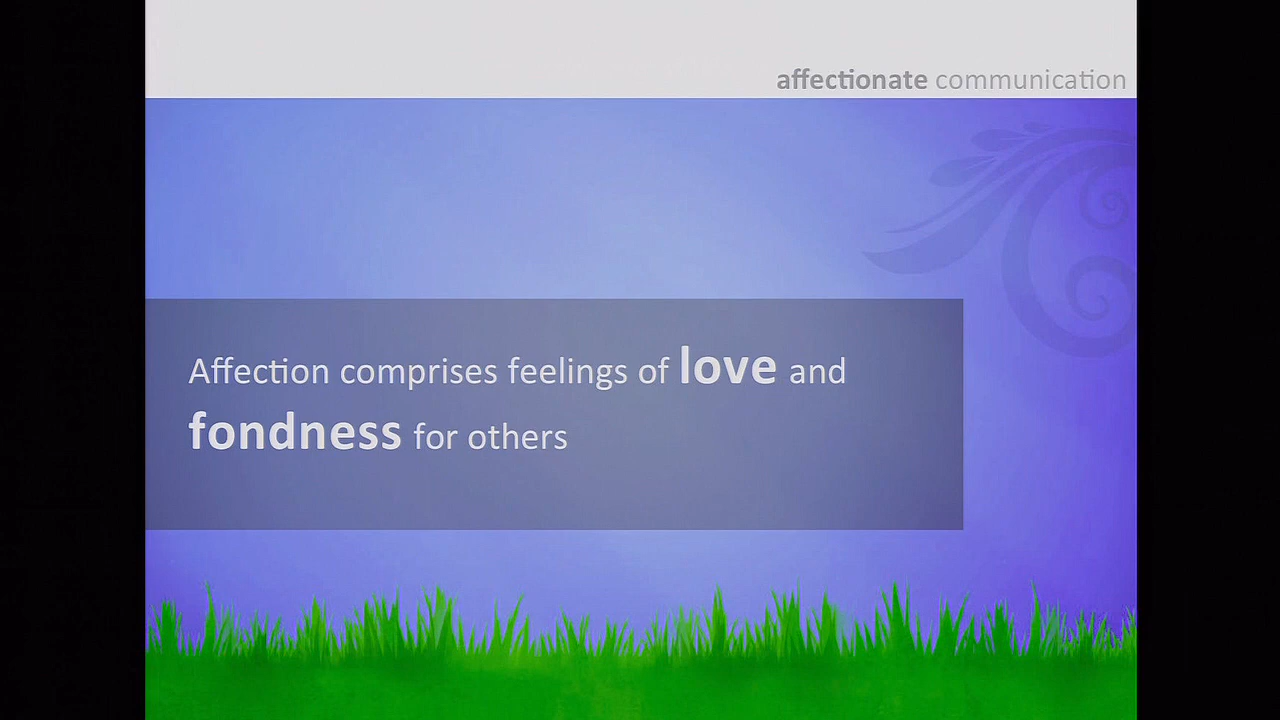 affectionate communication
Affection comprises feelings of love and
fondness for others